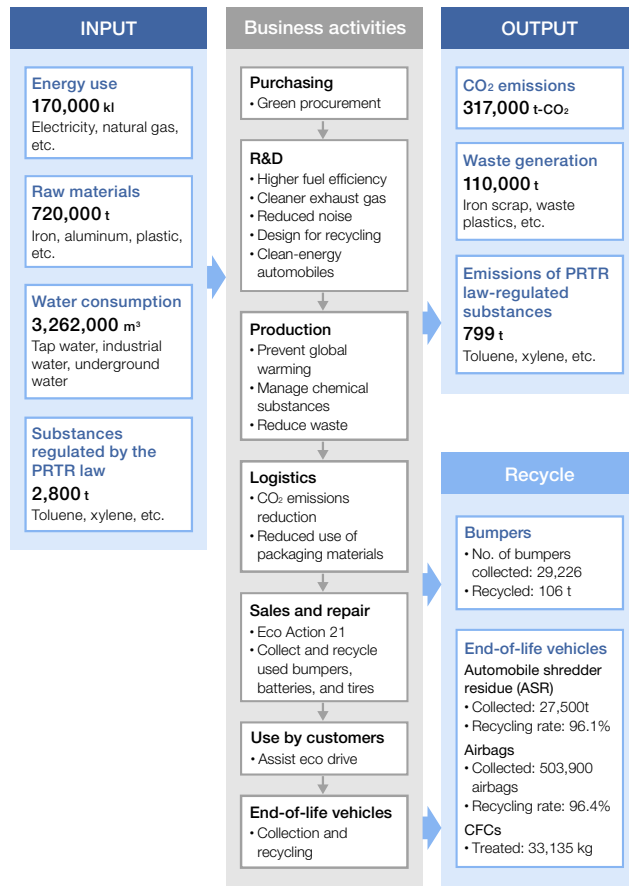 INPUT
Energy use
170,000 kl
Electricity, natural gas,
etc.
Raw materials
720,000 t
Iron, aluminum, plastic,
etc.
Water consumption
3,262,000 m³
Tap water, industrial
water, underground
water
Substances
regulated by the
PRTR law
2,800 t
Toluene, xylene, etc.
Business activities
Purchasing
• Green procurement
R&D
• Higher fuel efficiency
• Cleaner exhaust gas
• Reduced noise
• Design for recycling
• Clean-energy
automobiles
Production
• Prevent global
warming
• Manage chemical
substances
• Reduce waste
Logistics
• CO₂ emissions
reduction
• Reduced use of
packaging materials
Sales and repair
• Eco Action 21
• Collect and recycle
used bumpers,
batteries, and tires
Use by customers
• Assist eco drive
End-of-life vehicles
• Collection and
recycling
OUTPUT
CO₂ emissions
317,000 t-CO₂
Waste generation
110,000 t
Iron scrap, waste
plastics, etc.
Emissions of PRTR
law-regulated
substances
799 t
Toluene, xylene, etc.
Recycle
Bumpers
• No. of bumpers
collected: 29,226
• Recycled: 106 t
End-of-life vehicles
Automobile shredder
residue (ASR)
• Collected: 27,500t
• Recycling rate: 96.1%
Airbags
• Collected: 503,900
airbags
• Recycling rate: 96.4%
CFCs
• Treated: 33,135 kg